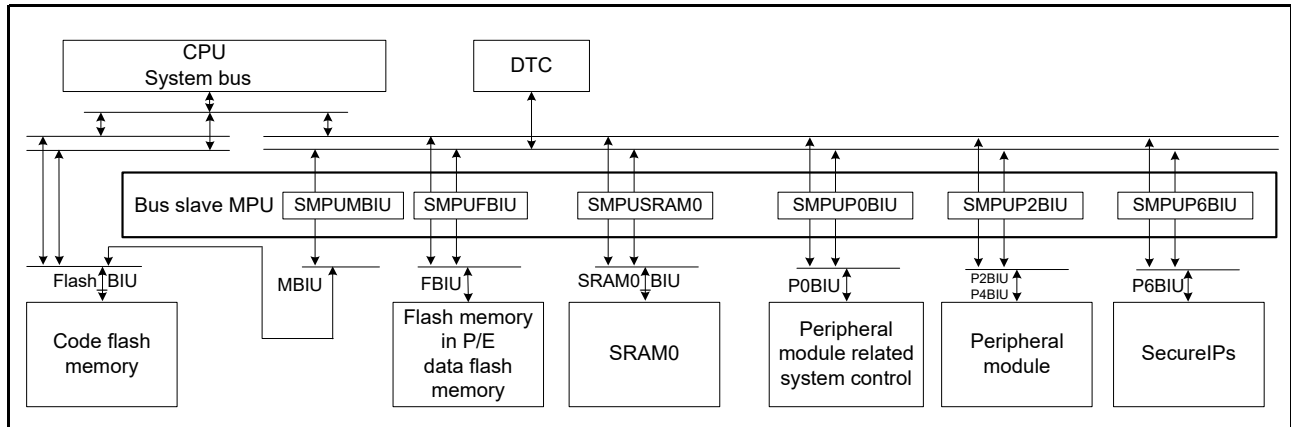 CPU
System bus
DTC
Bus slave MPU
SMPUMBIU
SMPUFBIU
SMPUSRAM0
SMPUP0BIU
SMPUP2BIU
SMPUP6BIU
Flash BIU
MBIU
FBIU
SRAM0 BIU
P0BIU
P2BIU
P4BIU
P6BIU
Code flash
memory
Flash memory
in P/E
data flash
memory
SRAM0
Peripheral
module related
system control
Peripheral
module
SecureIPs